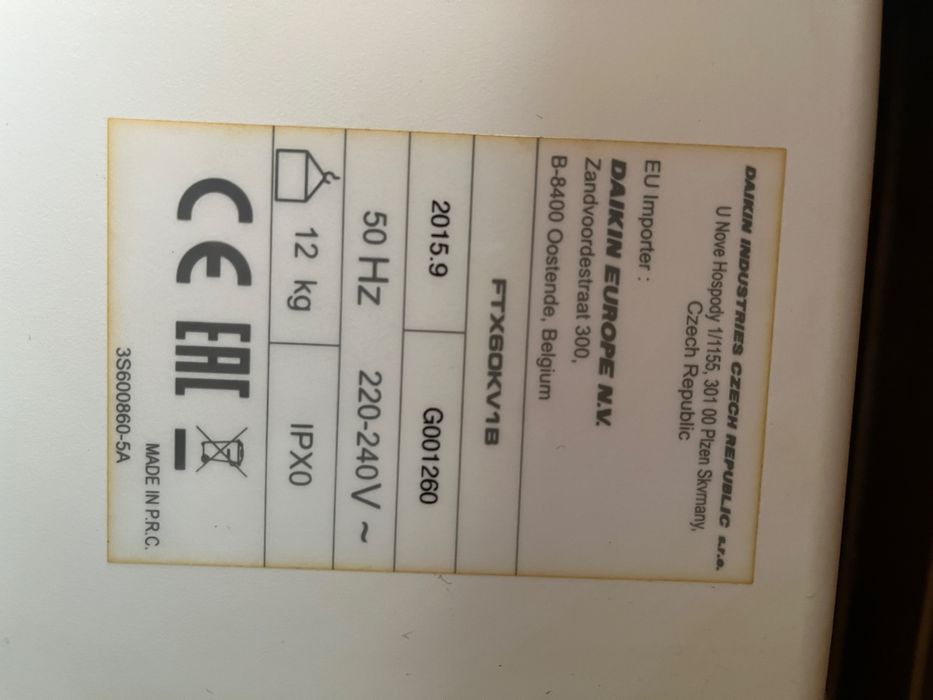 DAIKIN INDUSTRIES CZECH REPUBLIC s.r.o.
U Nove Hospody 1/1155, 301 00 Plzen Skvrnany,
Czech Republic
EU Importer :
DAIKIN EUROPE N.V.
Zandvoordestraat 300,
B-8400 Oostende, Belgium
FTX60KV1B
2015.9 G001260
50 Hz 220-240V ~
12 kg IPX0
CE EAC
MADE IN P.R.C.
3S600860-5A